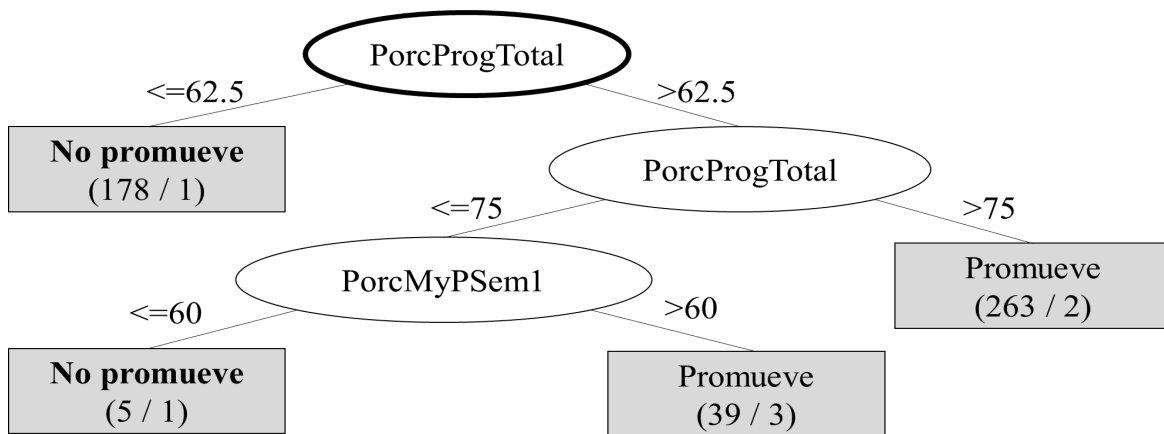 PorcProgTotal
<=62.5
>62.5
No promueve
(178 / 1)
PorcProgTotal
<=75
>75
Promueve
(263 / 2)
PorcMyPSem1
<=60
>60
No promueve
(5 / 1)
Promueve
(39 / 3)